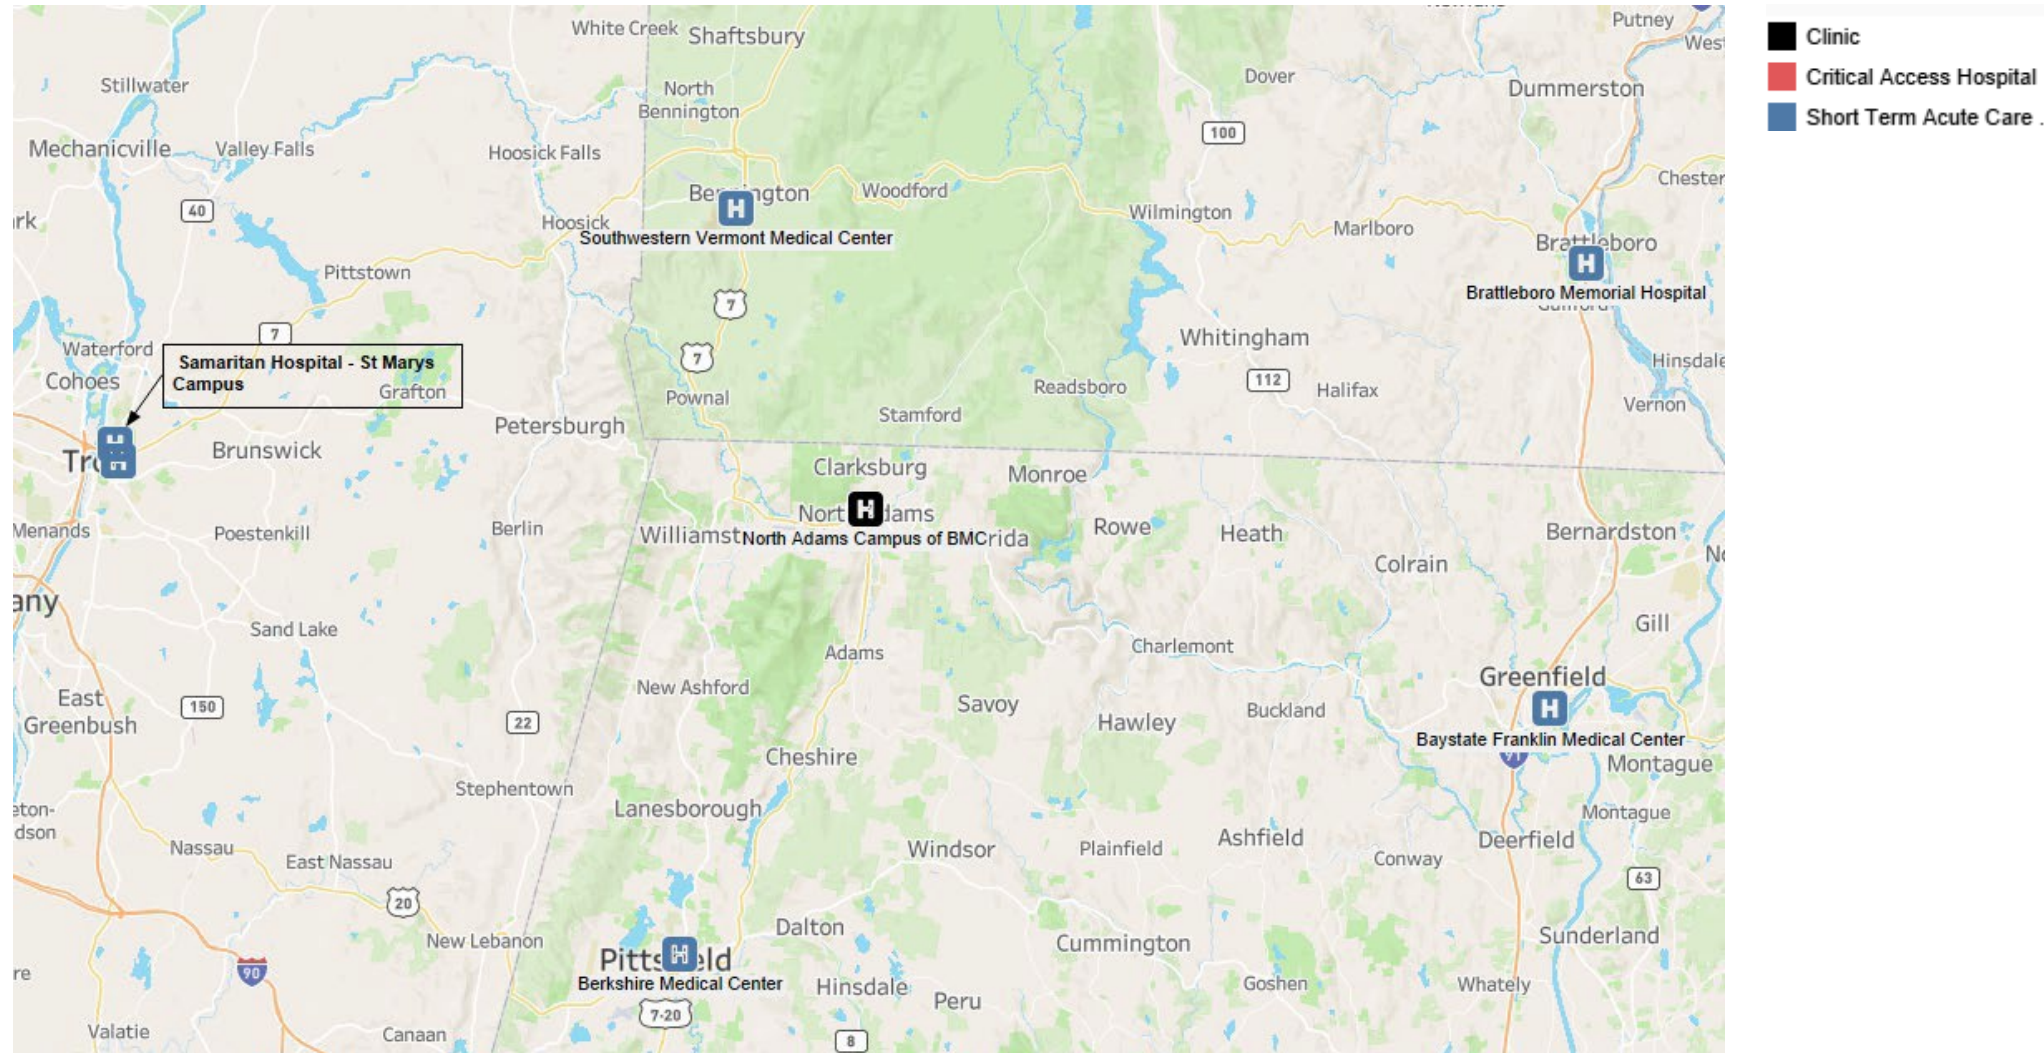 White Creek
Shaftsbury
Putney
West
Clinic
Stillwater
North
Bennington
Dover
Dummerston
Critical Access Hospital
Short Term Acute Care .
100
Mechanicville
Valley Falls
Hoosick Falls
Chester
Woodford
Southwestern Vermont Medical Center
H
40
Hoosick
Wilmington
Marlboro
Brattleboro
H
Brattleboro Memorial Hospital
Pittstown
7
7
7
Waterford
Samaritan Hospital - St Marys
Campus
Cohoes
Grafton
Whitingham
Hinsdale
112
Readsboro
Halifax
Pownal
Stamford
Vernon
Petersburgh
Brunswick
H
Clarksburg
Monroe
H
North Adams Campus of BMC
Menands
Poestenkill
Berlin
Rowe
Heath
Bernardston
Colrain
any
Sand Lake
Gill
Adams
Charlemont
Greenfield
H
Baystate Franklin Medical Center
91
Montague
East
Greenbush
150
New Ashford
22
Savoy
Hawley
Buckland
Cheshire
Stephentown
Lanesborough
eton-
dson
Montague
Nassau
East Nassau
Windsor
Plainfield
Ashfield
Conway
Deerfield
63
20
New Lebanon
Dalton
Cummington
Sunderland
re
90
H
Berkshire Medical Center
Hinsdale
Peru
Goshen
Whately
7-20
Valatie
Canaan
8